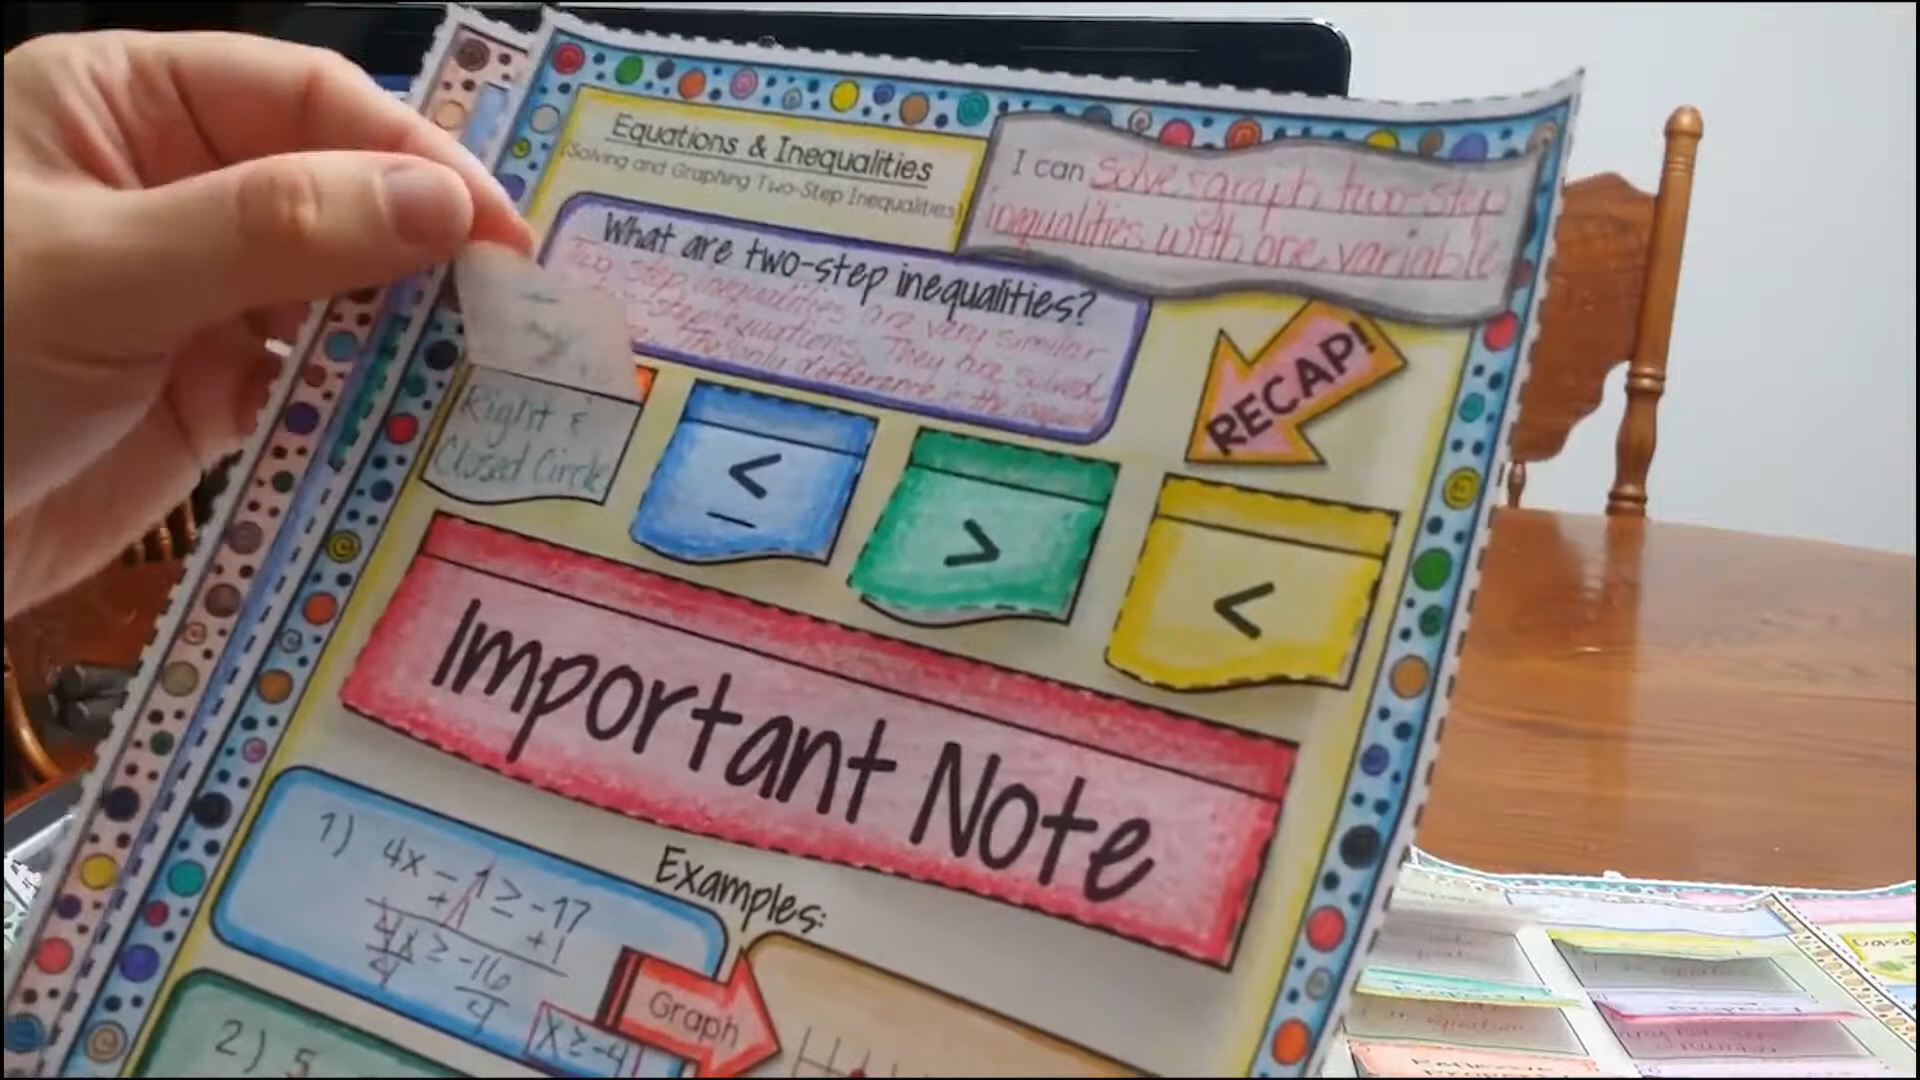 Equations & Inequalities
(Solving and Graphing Two-Step Inequalities)
I can solve & graph two-step
inequalities with one variable
What are two-step inequalities?
Two step inequalities are very similar
step equations. They are solved
The only difference is the
RECAP!
Right &
Closed Circle
≤
>
<
Important Note
Examples:
1) 4x - 1 ≥ -17
+1 +1
4x ≥ -16
4 4
x ≥ -4
Graph
2) 5